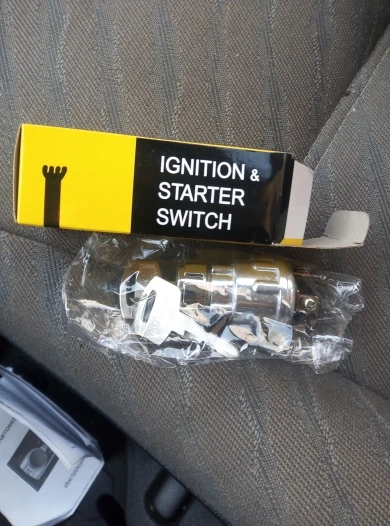 IGNITION &
STARTER
SWITCH